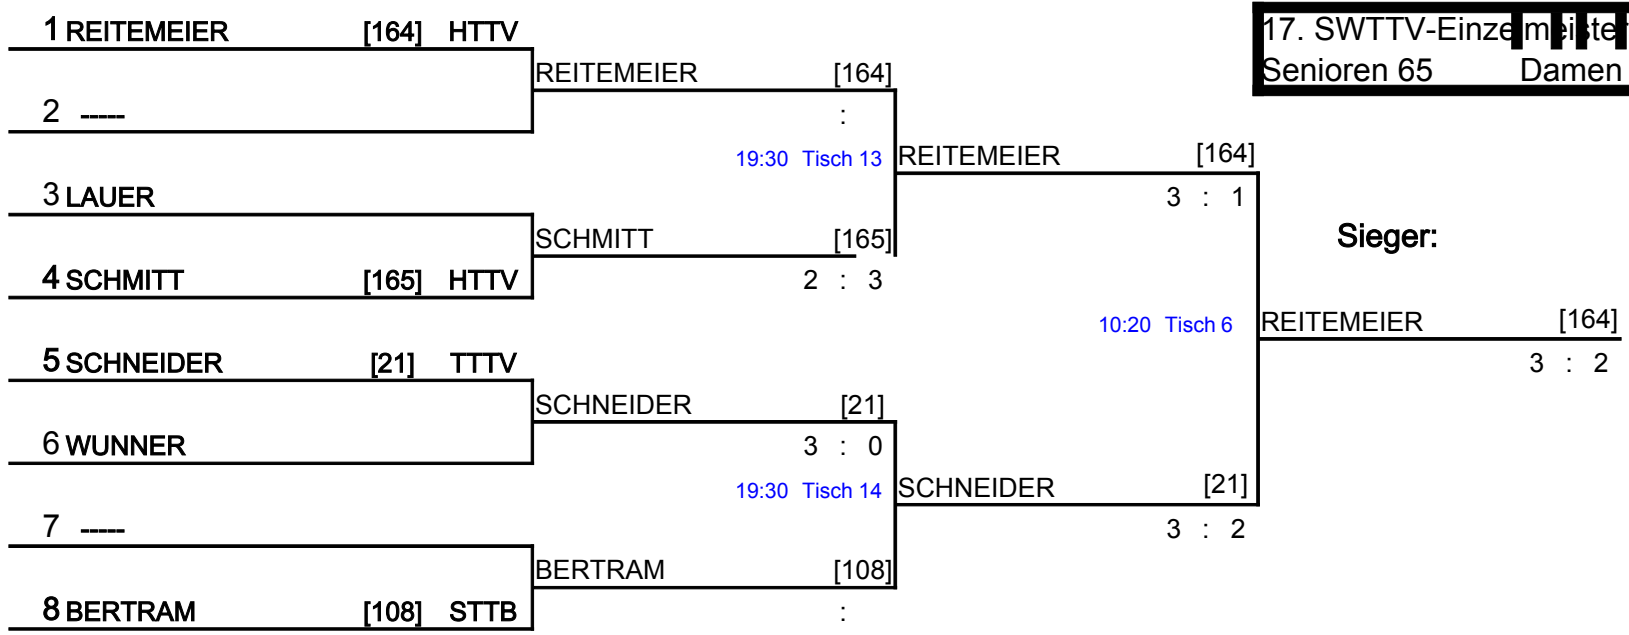 1 REITEMEIER [164] HTTV
17. SWTTV-Einzelmeister
REITEMEIER [164]
Senioren 65 Damen
2 -----
:
19:30 Tisch 13
REITEMEIER [164]
3 LAUER
3 : 1
SCHMITT [165]
Sieger:
4 SCHMITT [165] HTTV
2 : 3
10:20 Tisch 6
REITEMEIER [164]
5 SCHNEIDER [21] TTTV
3 : 2
SCHNEIDER [21]
6 WUNNER
3 : 0
19:30 Tisch 14
SCHNEIDER [21]
7 -----
3 : 2
BERTRAM [108]
8 BERTRAM [108] STTB
: